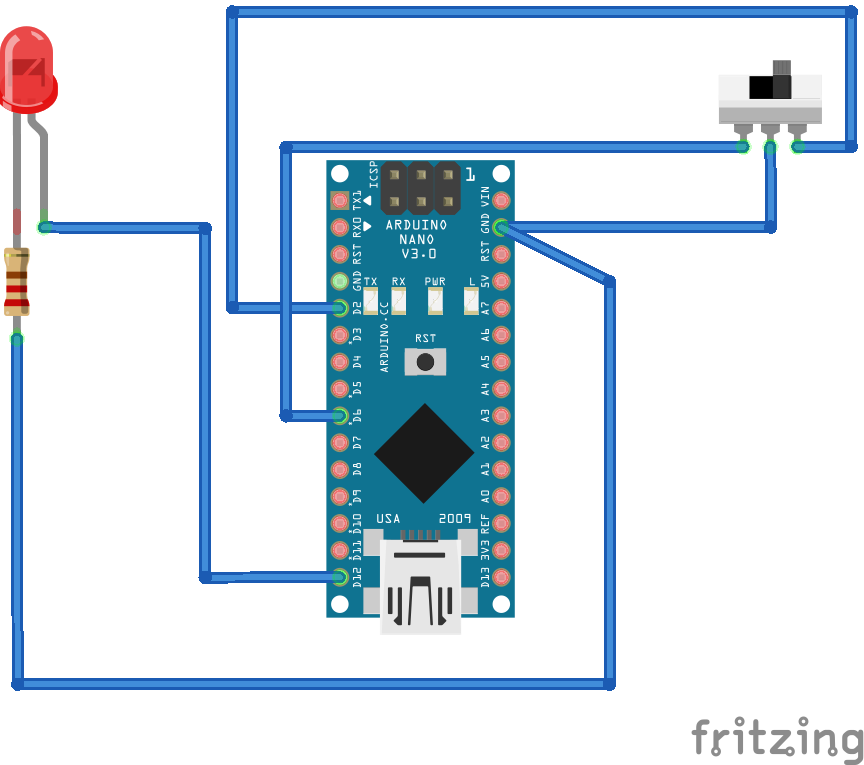 ICSP
1
TX1
RX0
RST
GND
D2
D3
D4
D5
D6
D7
D8
D9
D10
D11
D12
ARDUINO
NANO
V3.0
TX RX PWR L
ARDUINO.CC
RST
USA 2009
VIN
GND
RST
5V
A7
A6
A5
A4
A3
A2
A1
A0
REF
3V3
D13
fritzing